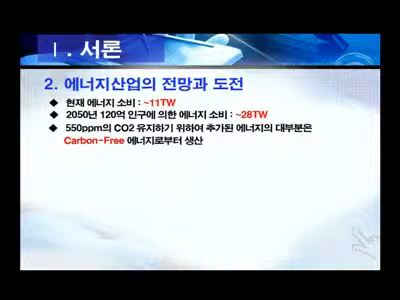 Ⅰ. 서론
2. 에너지산업의 전망과 도전
◆ 현재 에너지 소비 : ~11TW
◆ 2050년 120억 인구에 의한 에너지 소비 : ~28TW
◆ 550ppm의 CO2 유지하기 위하여 추가된 에너지의 대부분은
Carbon-Free 에너지로부터 생산